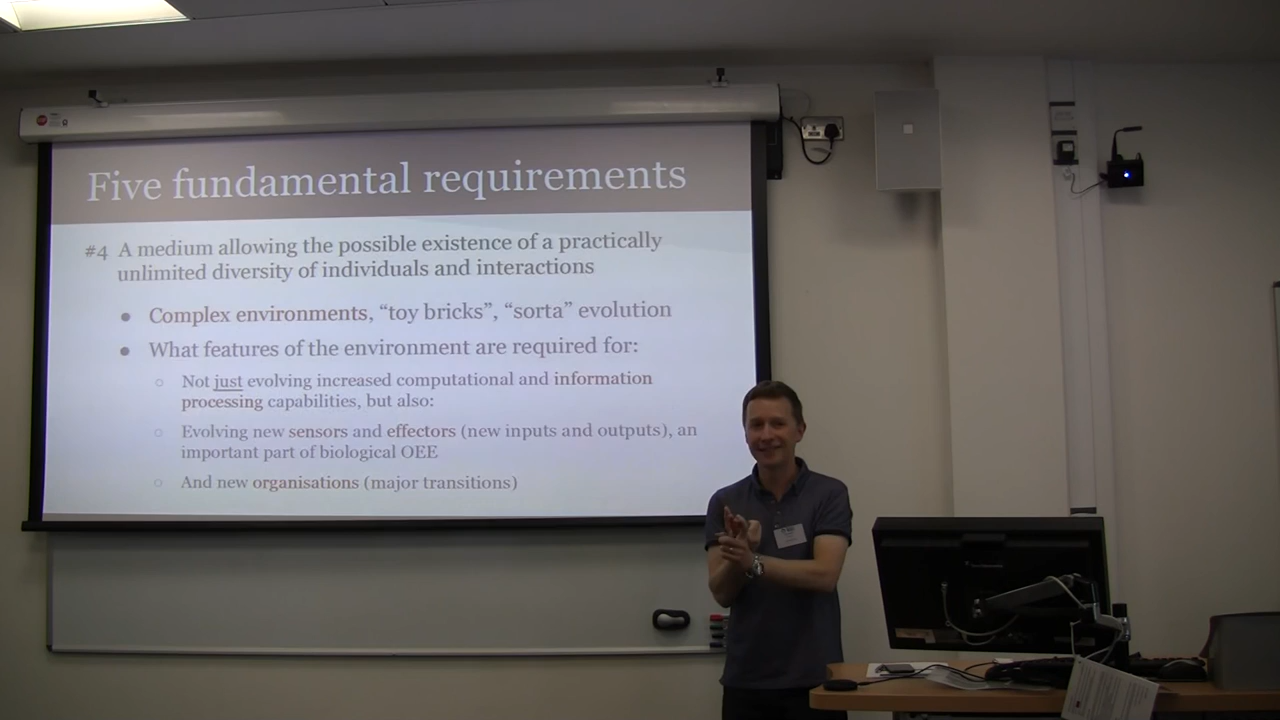 Five fundamental requirements
#4 A medium allowing the possible existence of a practically
unlimited diversity of individuals and interactions
● Complex environments, “toy bricks”, “sorta” evolution
● What features of the environment are required for:
○ Not just evolving increased computational and information
processing capabilities, but also:
○ Evolving new sensors and effectors (new inputs and outputs), an
important part of biological OEE
○ And new organisations (major transitions)